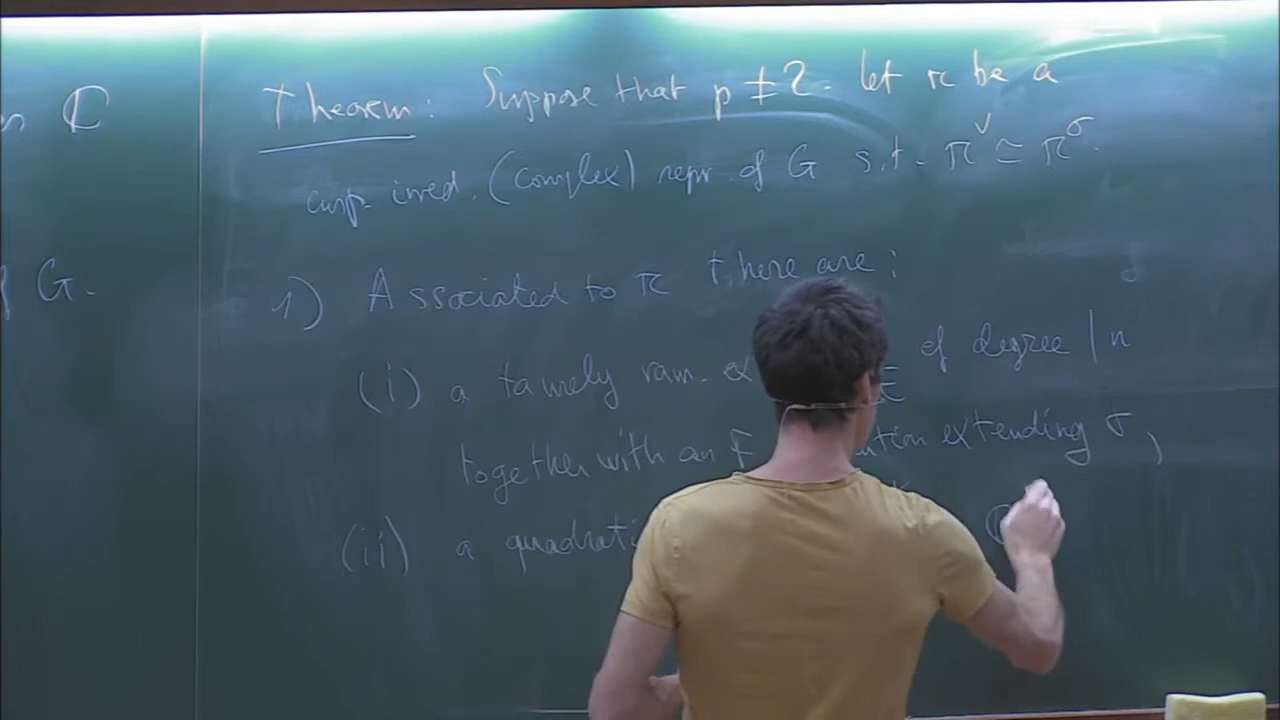 ℂ
Theorem: Suppose that p ≠ 2. let π be a
cusp. irred. (complex) repr. of G s.t. π^∨ ≃ π^σ.
G.
1) Associated to π there are:
(i) a tamely ram. ex of degree | n
together with an F extending σ,
(ii) a quadrati